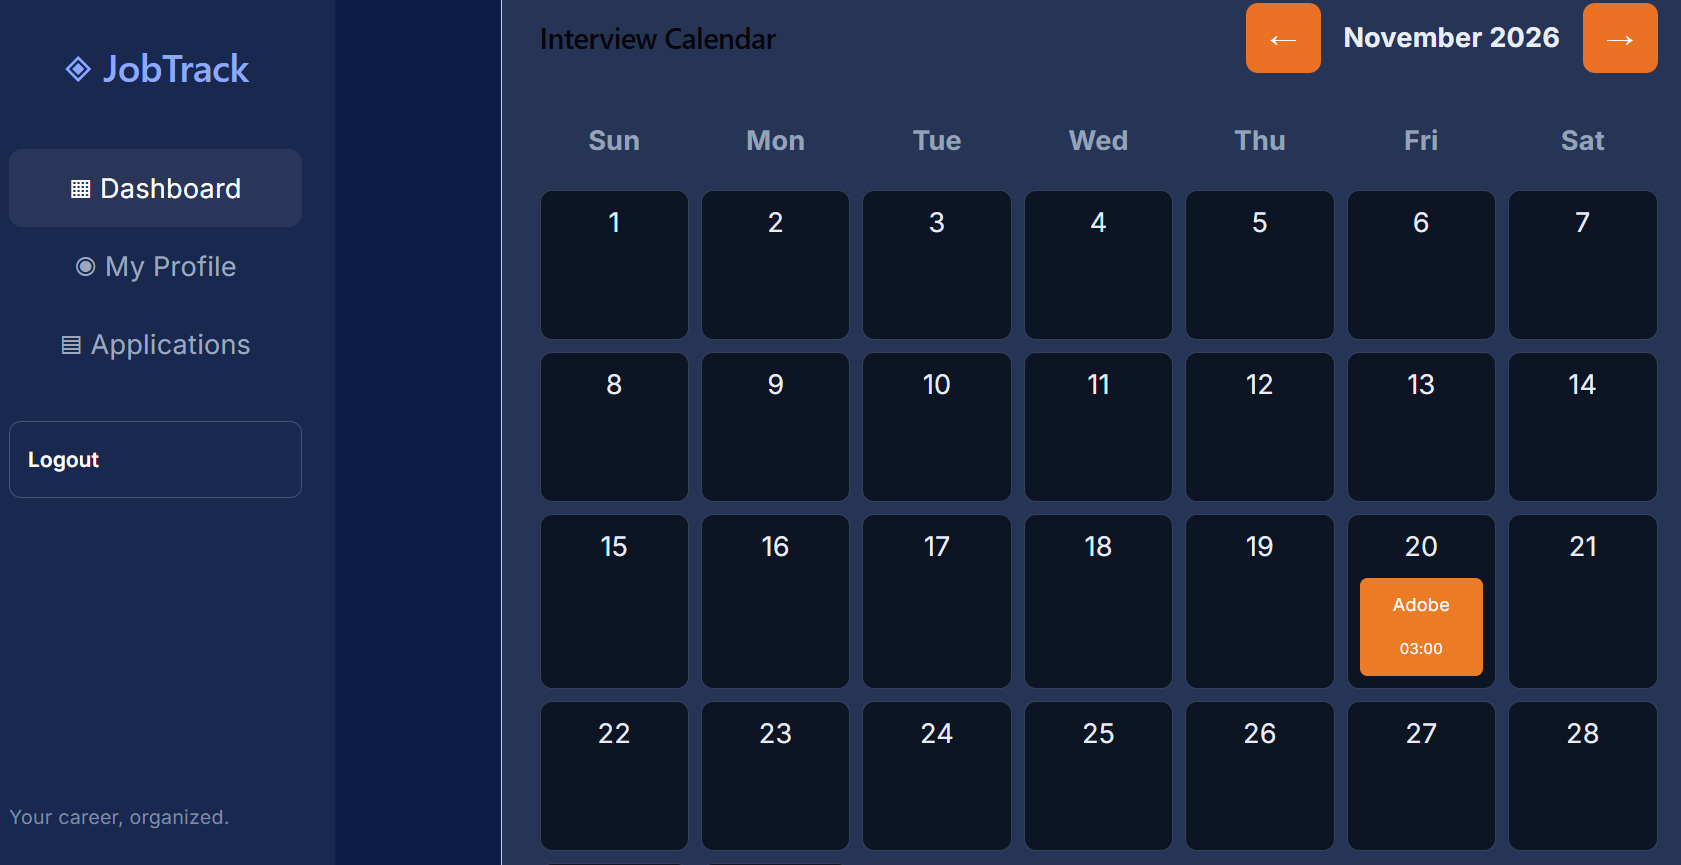 JobTrack
Dashboard
My Profile
Applications
Logout
Your career, organized.
Interview Calendar
← November 2026 →
Sun Mon Tue Wed Thu Fri Sat
1 2 3 4 5 6 7
8 9 10 11 12 13 14
15 16 17 18 19 20 21
Adobe
03:00
22 23 24 25 26 27 28